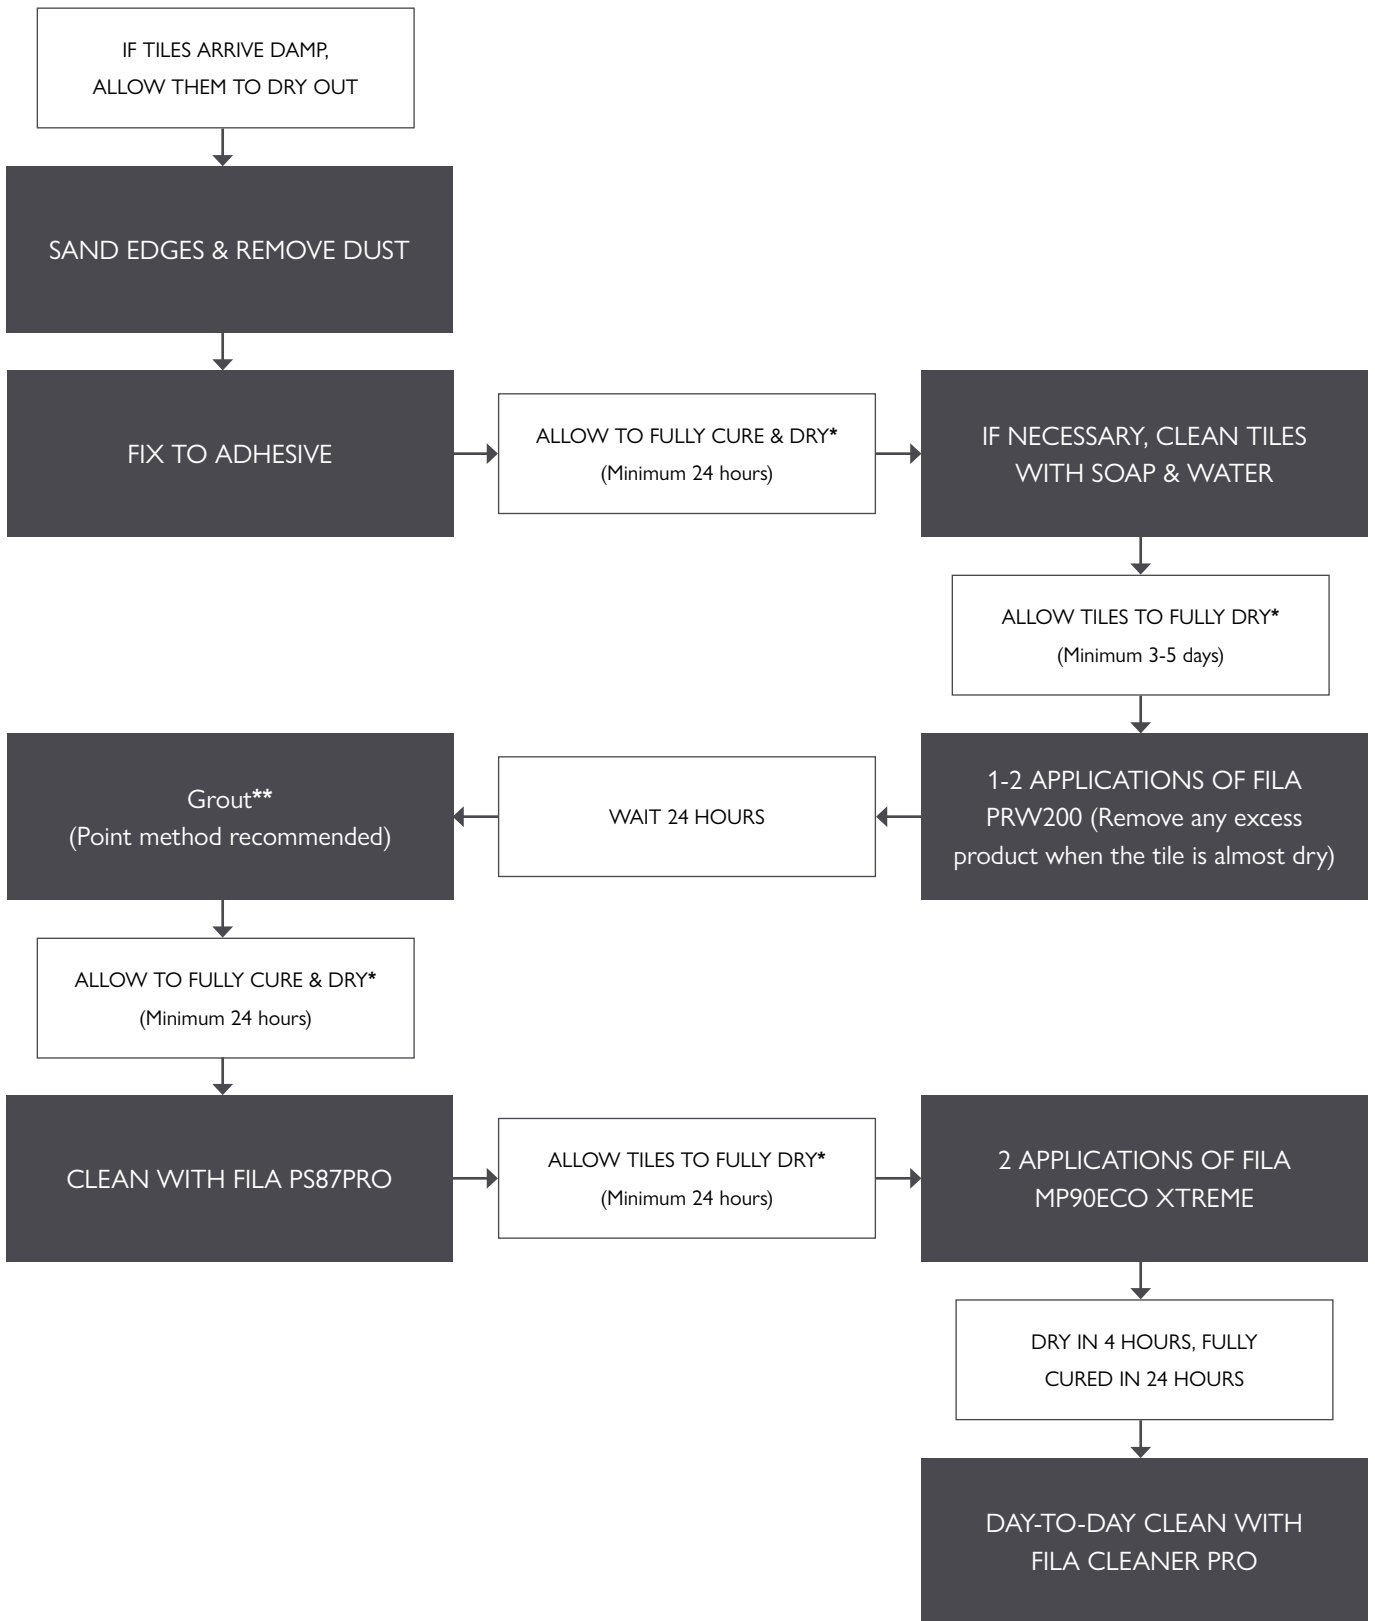 IF TILES ARRIVE DAMP,
ALLOW THEM TO DRY OUT
SAND EDGES & REMOVE DUST
FIX TO ADHESIVE
ALLOW TO FULLY CURE & DRY*
(Minimum 24 hours)
IF NECESSARY, CLEAN TILES
WITH SOAP & WATER
ALLOW TILES TO FULLY DRY*
(Minimum 3-5 days)
1-2 APPLICATIONS OF FILA
PRW200 (Remove any excess
product when the tile is almost dry)
WAIT 24 HOURS
Grout**
(Point method recommended)
ALLOW TO FULLY CURE & DRY*
(Minimum 24 hours)
CLEAN WITH FILA PS87PRO
ALLOW TILES TO FULLY DRY*
(Minimum 24 hours)
2 APPLICATIONS OF FILA
MP90ECO XTREME
DRY IN 4 HOURS, FULLY
CURED IN 24 HOURS
DAY-TO-DAY CLEAN WITH
FILA CLEANER PRO